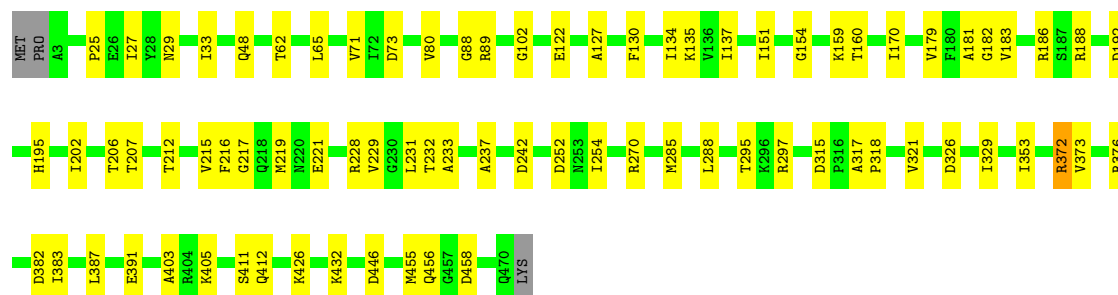 MET PRO A3 P25 E26 I27 Y28 N29 I33 Q48 T62 L65 V71 I72 D73 V80 G88 R89 G102 E122 A127 F130 I134 K135 V136 I137 I151 G154 K159 T160 I170 V179 F180 A181 G182 V183 R186 S187 R188 D192
H195 I202 T206 T207 T212 V215 F216 G217 Q218 M219 N220 E221 R228 V229 G230 L231 T232 A233 A237 D242 D252 N253 I254 R270 M285 L288 T295 K296 R297 D315 P316 A317 P318 V321 D326 I329 I353 R372 V373
D382 I383 L387 E391 A403 R404 K405 S411 Q412 K426 K432 D446 M455 Q456 G457 D458 Q470 LYS